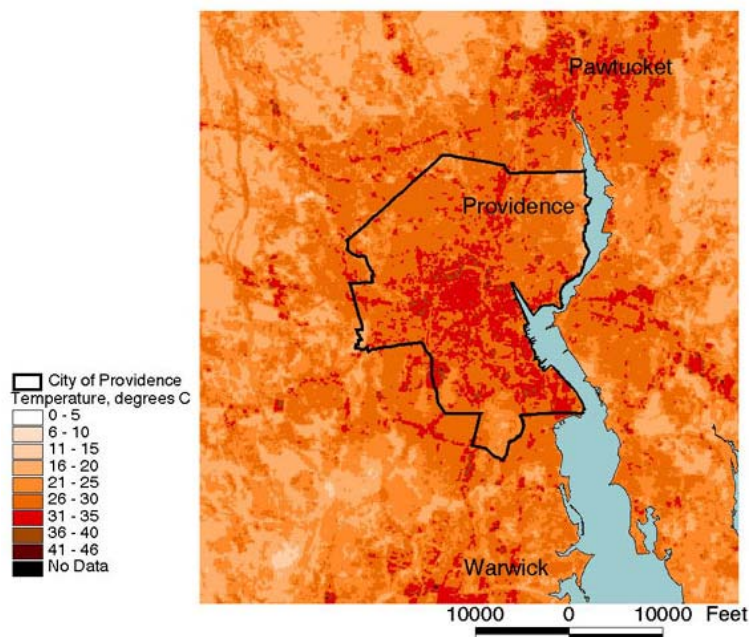 Pawtucket
Providence
Warwick
City of Providence
Temperature, degrees C
0 - 5
6 - 10
11 - 15
16 - 20
21 - 25
26 - 30
31 - 35
36 - 40
41 - 46
No Data
10000 0 10000 Feet